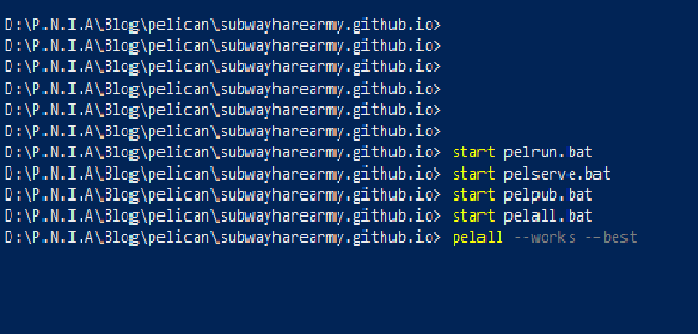 D:\P.N.I.A\Blog\pelican\subwayharearmy.github.io>
D:\P.N.I.A\Blog\pelican\subwayharearmy.github.io>
D:\P.N.I.A\Blog\pelican\subwayharearmy.github.io>
D:\P.N.I.A\Blog\pelican\subwayharearmy.github.io>
D:\P.N.I.A\Blog\pelican\subwayharearmy.github.io>
D:\P.N.I.A\Blog\pelican\subwayharearmy.github.io>
D:\P.N.I.A\Blog\pelican\subwayharearmy.github.io> start pelrun.bat
D:\P.N.I.A\Blog\pelican\subwayharearmy.github.io> start pelserve.bat
D:\P.N.I.A\Blog\pelican\subwayharearmy.github.io> start pelpub.bat
D:\P.N.I.A\Blog\pelican\subwayharearmy.github.io> start pelall.bat
D:\P.N.I.A\Blog\pelican\subwayharearmy.github.io> pelall --works --best